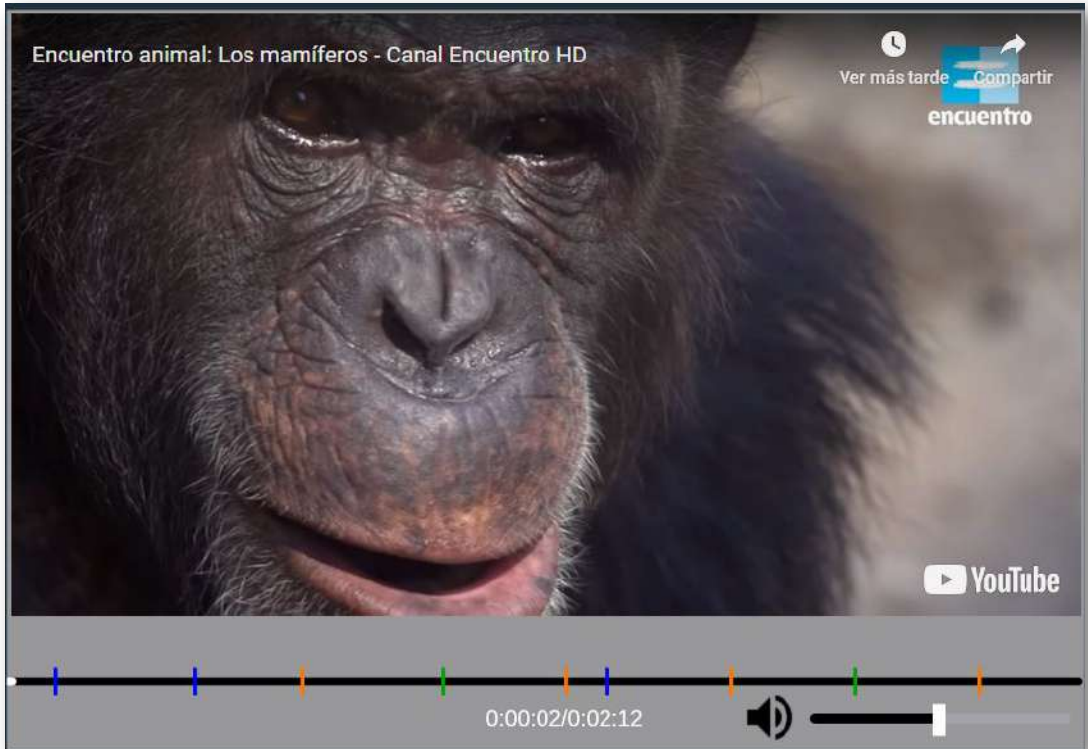 Encuentro animal: Los mamíferos - Canal Encuentro HD
Ver más tarde
Compartir
encuentro
YouTube
0:00:02/0:02:12